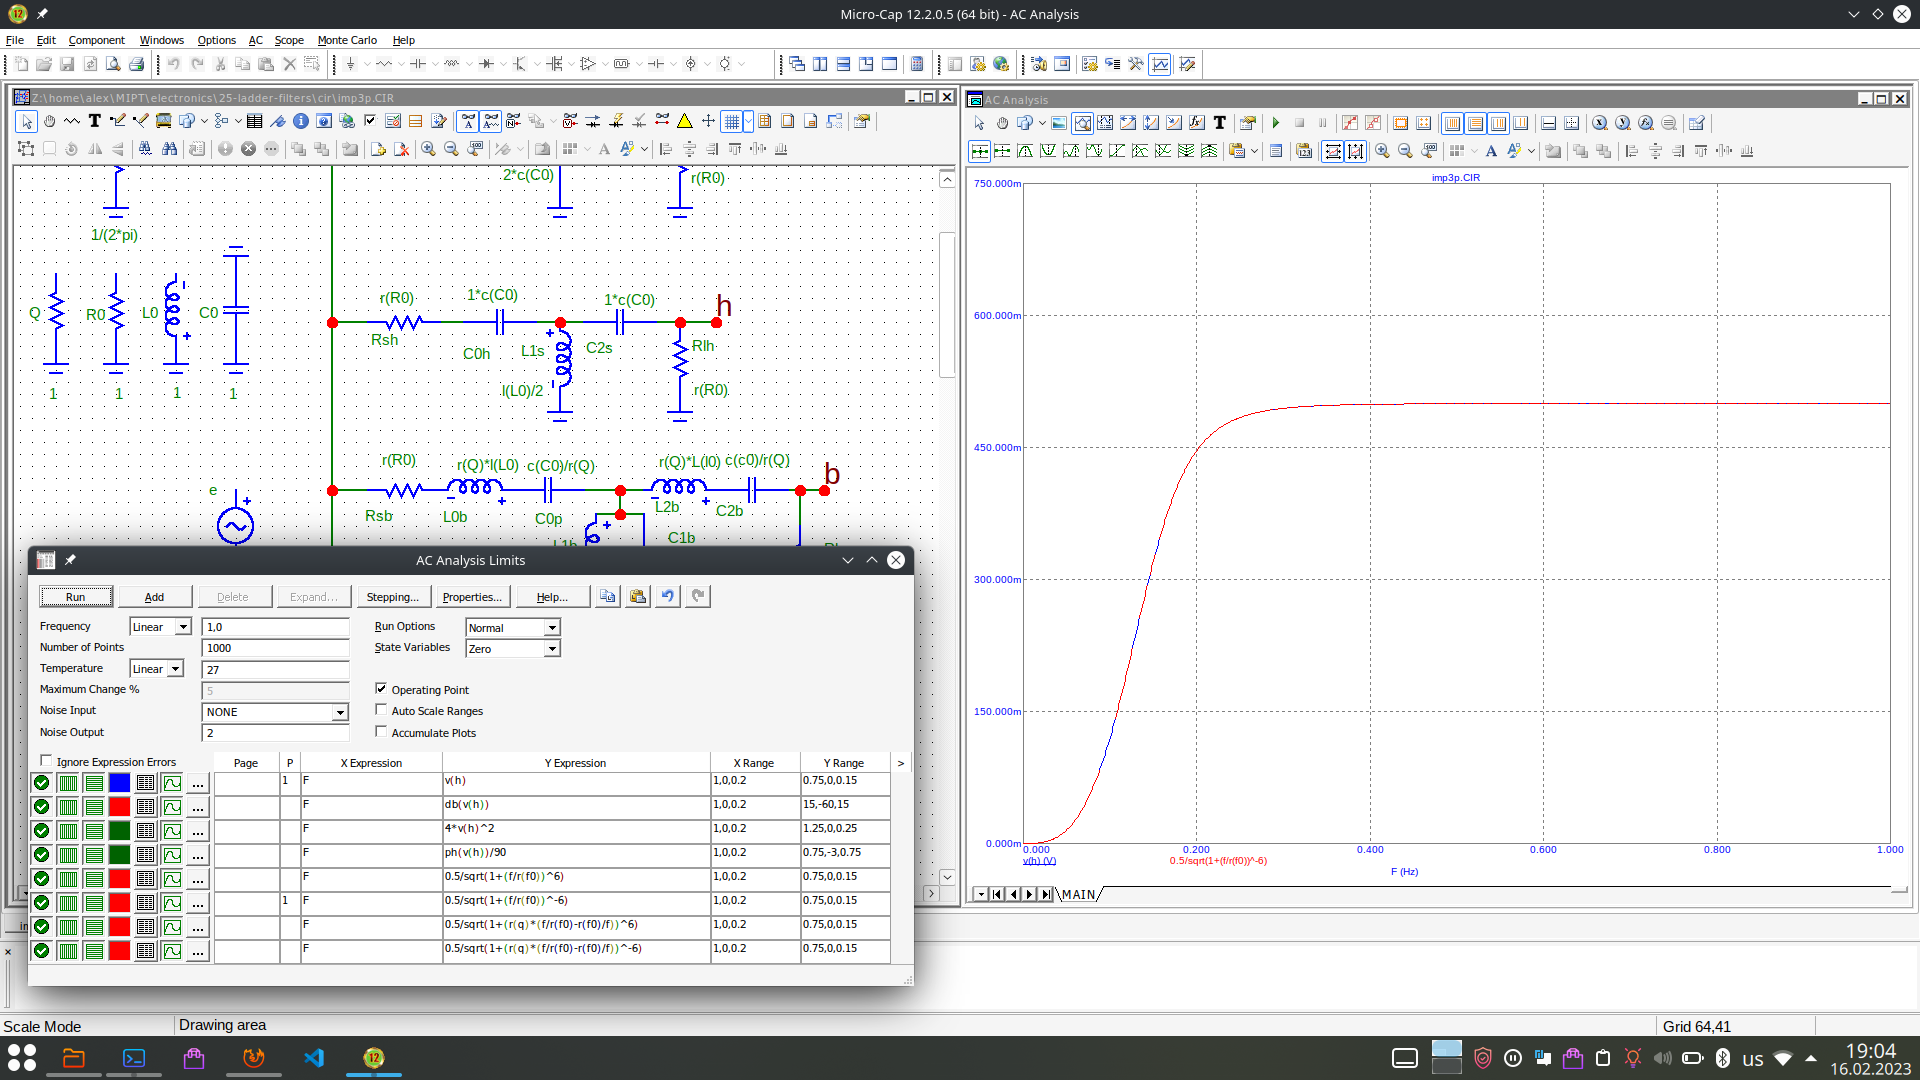 Micro-Cap 12.2.0.5 (64 bit) - AC Analysis
File Edit Component Windows Options AC Scope Monte Carlo Help
Z:\home\alex\MIPT\electronics\25-ladder-filters\cir\imp3p.CIR
2*c(C0)
r(R0)
1/(2*pi)
Q
R0
L0
C0
1
1
1
1
r(R0)
1*c(C0)
1*c(C0)
h
Rsh
C0h
L1s
C2s
Rlh
l(L0)/2
r(R0)
r(R0)
r(Q)*l(L0) c(C0)/r(Q)
r(Q)*L(l0) c(c0)/r(Q)
b
e
Rsb
L0b
C0p
L2b
C2b
C1b
AC Analysis Limits
Run Add Delete Expand... Stepping... Properties... Help...
Frequency Linear 1,0 Run Options Normal
Number of Points 1000 State Variables Zero
Temperature Linear 27
Maximum Change % 5 Operating Point
Noise Input NONE Auto Scale Ranges
Noise Output 2 Accumulate Plots
Ignore Expression Errors Page P X Expression Y Expression X Range Y Range >
... 1 F v(h) 1,0,0.2 0.75,0,0.15
... F db(v(h)) 1,0,0.2 15,-60,15
... F 4*v(h)^2 1,0,0.2 1.25,0,0.25
... F ph(v(h))/90 1,0,0.2 0.75,-3,0.75
... F 0.5/sqrt(1+(f/r(f0))^6) 1,0,0.2 0.75,0,0.15
... 1 F 0.5/sqrt(1+(f/r(f0))^-6) 1,0,0.2 0.75,0,0.15
... F 0.5/sqrt(1+(r(q)*(f/r(f0)-r(f0)/f))^6) 1,0,0.2 0.75,0,0.15
... F 0.5/sqrt(1+(r(q)*(f/r(f0)-r(f0)/f))^-6) 1,0,0.2 0.75,0,0.15
AC Analysis
imp3p.CIR
750.000m
600.000m
450.000m
300.000m
150.000m
0.000m
0.000 0.200 0.400 0.600 0.800 1.000
v(h) (V) 0.5/sqrt(1+(f/r(f0))^-6)
F (Hz)
MAIN
Scale Mode Drawing area Grid 64,41
12
us
19:04
16.02.2023